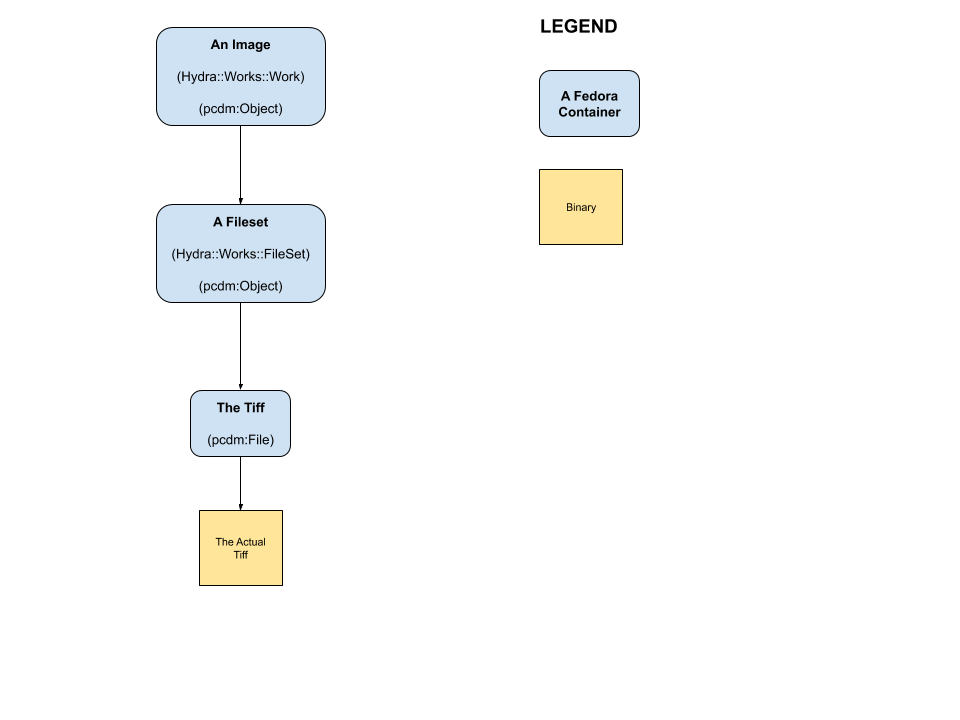 An Image
(Hydra::Works::Work)
(pcdm:Object)
A Fileset
(Hydra::Works::FileSet)
(pcdm:Object)
The Tiff
(pcdm:File)
The Actual
Tiff
LEGEND
A Fedora
Container
Binary